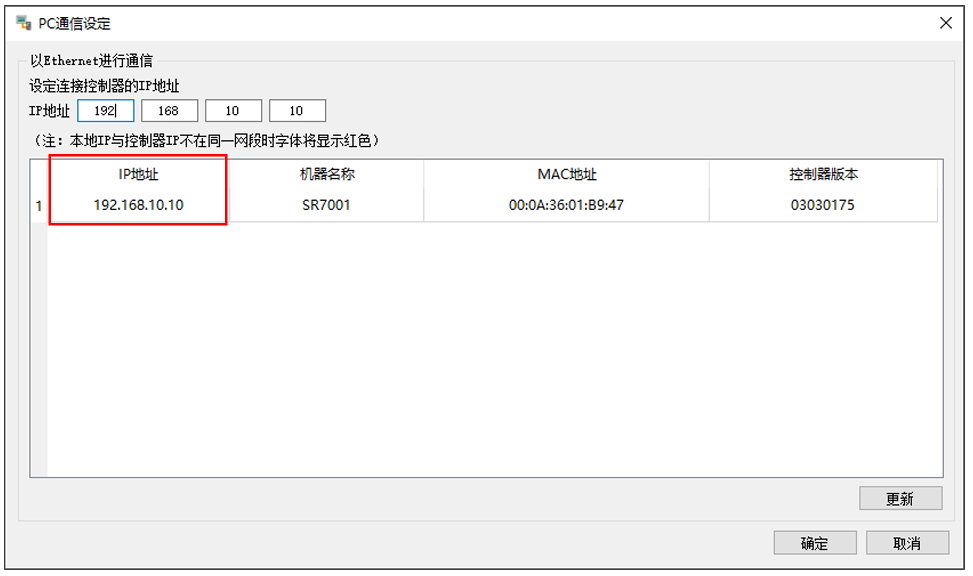 PC通信设定
以Ethernet进行通信
设定连接控制器的IP地址
IP地址 192 168 10 10
（注：本地IP与控制器IP不在同一网段时字体将显示红色）
IP地址 机器名称 MAC地址 控制器版本
1 192.168.10.10 SR7001 00:0A:36:01:B9:47 03030175
更新
确定 取消